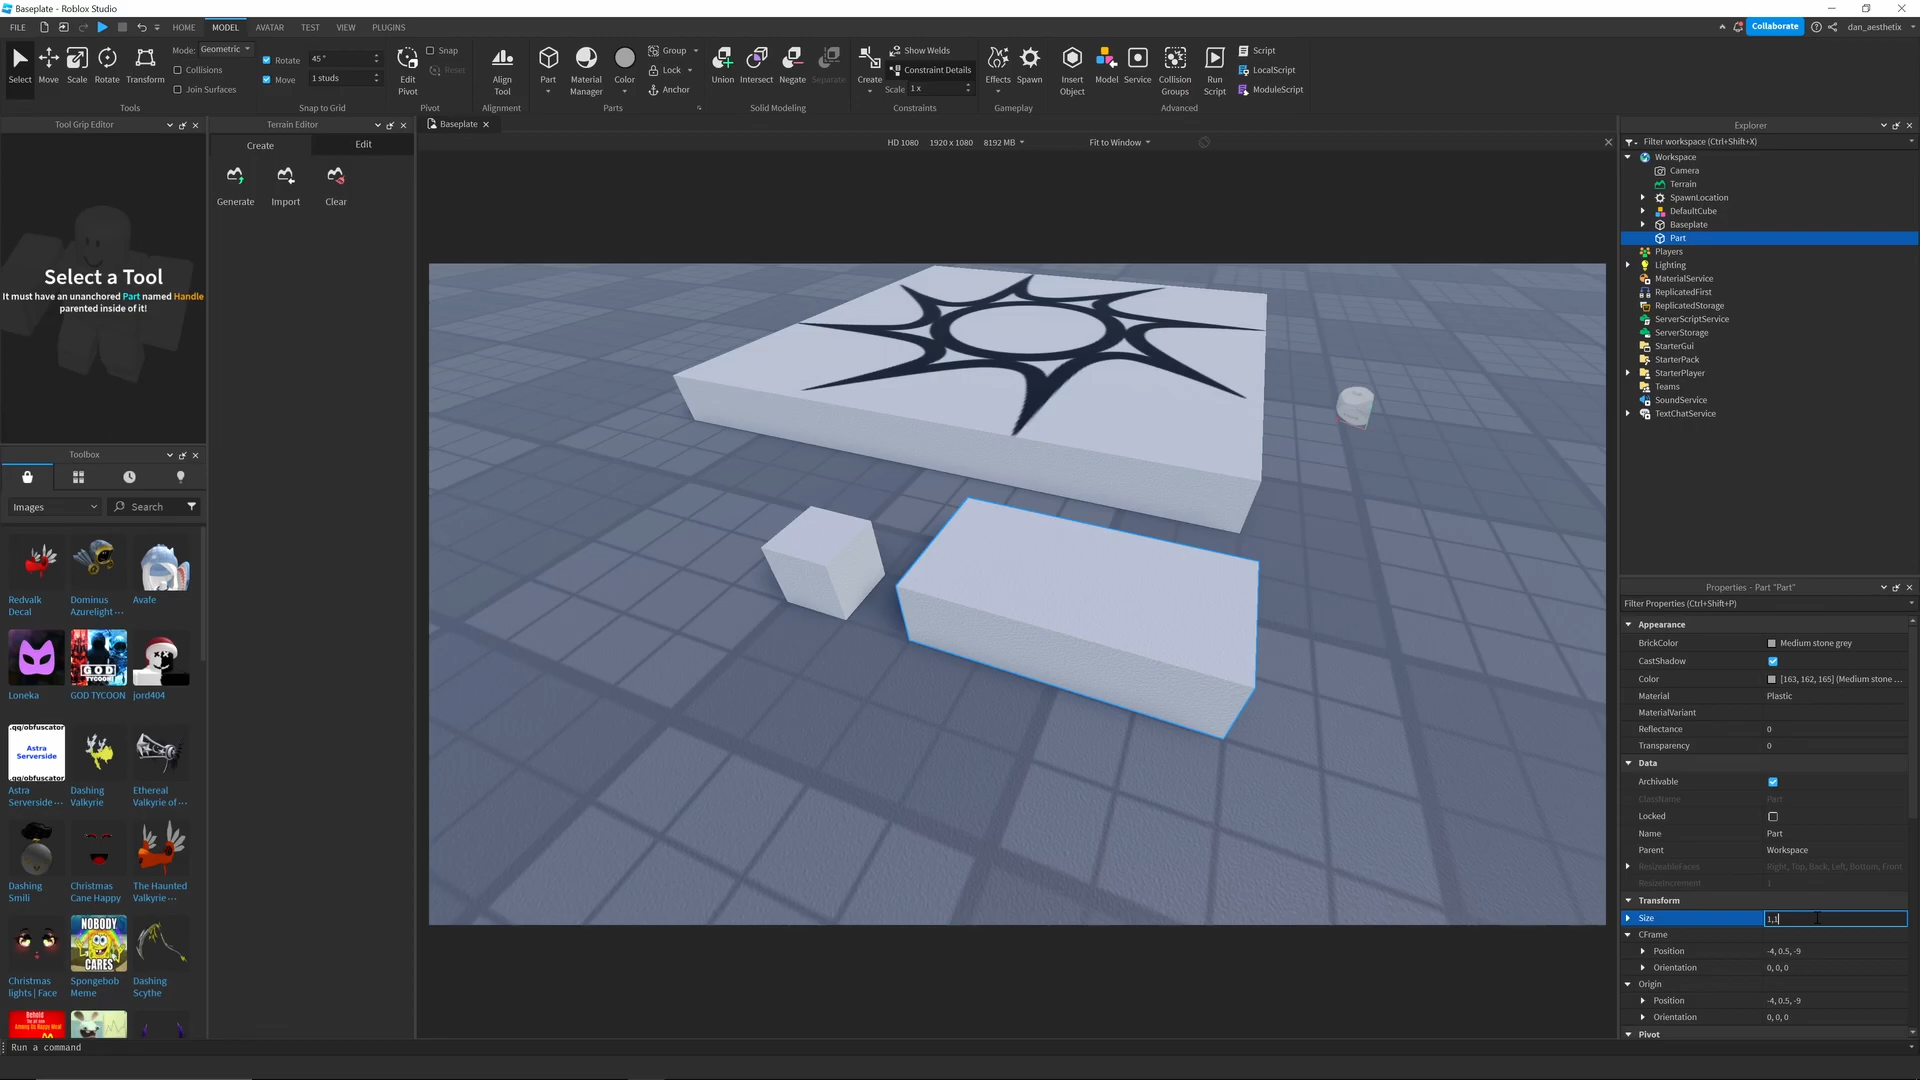 Baseplate - Roblox Studio
FILE
HOME
MODEL
AVATAR
TEST
VIEW
PLUGINS
Collaborate
dan_aesthetix
Select
Move
Scale
Rotate
Transform
Mode:
Geometric
Collisions
Join Surfaces
Tools
Rotate
45 °
Move
1 studs
Snap to Grid
Edit
Pivot
Snap
Reset
Pivot
Align
Tool
Alignment
Part
Material
Manager
Color
Group
Lock
Anchor
Parts
Union
Intersect
Negate
Separate
Solid Modeling
Create
Show Welds
Constraint Details
Scale
1 x
Constraints
Effects
Spawn
Gameplay
Insert
Object
Model
Service
Collision
Groups
Run
Script
Script
LocalScript
ModuleScript
Advanced
Tool Grip Editor
Select a Tool
It must have an unanchored Part named Handle
parented inside of it!
Terrain Editor
Create
Edit
Generate
Import
Clear
Baseplate
HD 1080
1920 x 1080
8192 MB
Fit to Window
Toolbox
Images
Search
Redvalk
Decal
Dominus
Azurelight ···
Avafe
Loneka
GOD
TYCOON
GOD TYCOON
jord404
.gg/obfuscator
Astra
Serverside
.gg/obfuscator
Astra
Serverside ···
Dashing
Valkyrie
Ethereal
Valkyrie of ···
Dashing
Smili
Christmas
Cane Happy
The Haunted
Valkyrie ···
Christmas
lights | Face
NOBODY
CARES
Spongebob
Meme
Dashing
Scythe
Behold
Run a command
Explorer
Filter workspace (Ctrl+Shift+X)
Workspace
Camera
Terrain
SpawnLocation
DefaultCube
Baseplate
Part
Players
Lighting
MaterialService
ReplicatedFirst
ReplicatedStorage
ServerScriptService
ServerStorage
StarterGui
StarterPack
StarterPlayer
Teams
SoundService
TextChatService
Properties - Part "Part"
Filter Properties (Ctrl+Shift+P)
Appearance
BrickColor
Medium stone grey
CastShadow
Color
[163, 162, 165] (Medium stone ...
Material
Plastic
MaterialVariant
Reflectance
0
Transparency
0
Data
Archivable
ClassName
Part
Locked
Name
Part
Parent
Workspace
ResizeableFaces
Right, Top, Back, Left, Bottom, Front
ResizeIncrement
1
Transform
Size
1,1
CFrame
Position
-4, 0.5, -9
Orientation
0, 0, 0
Origin
Position
-4, 0.5, -9
Orientation
0, 0, 0
Pivot